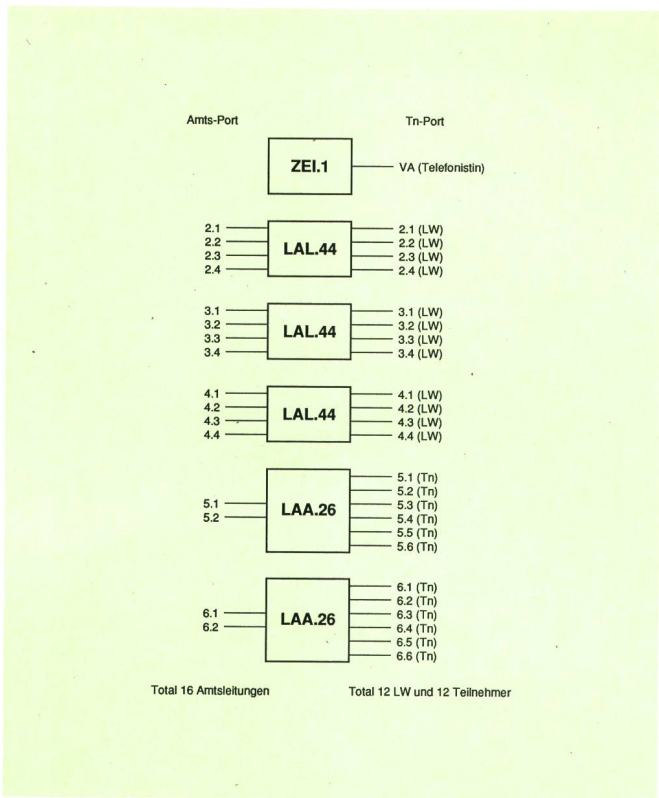 Amts-Port Tn-Port
ZEI.1 VA (Telefonistin)
2.1 2.1 (LW)
2.2 2.2 (LW)
LAL.44
2.3 2.3 (LW)
2.4 2.4 (LW)
3.1 3.1 (LW)
3.2 3.2 (LW)
LAL.44
3.3 3.3 (LW)
3.4 3.4 (LW)
4.1 4.1 (LW)
4.2 4.2 (LW)
LAL.44
4.3 4.3 (LW)
4.4 4.4 (LW)
5.1 (Tn)
5.2 (Tn)
5.1 5.3 (Tn)
LAA.26
5.2 5.4 (Tn)
5.5 (Tn)
5.6 (Tn)
6.1 (Tn)
6.2 (Tn)
6.1 6.3 (Tn)
LAA.26
6.2 6.4 (Tn)
6.5 (Tn)
6.6 (Tn)
Total 16 Amtsleitungen Total 12 LW und 12 Teilnehmer